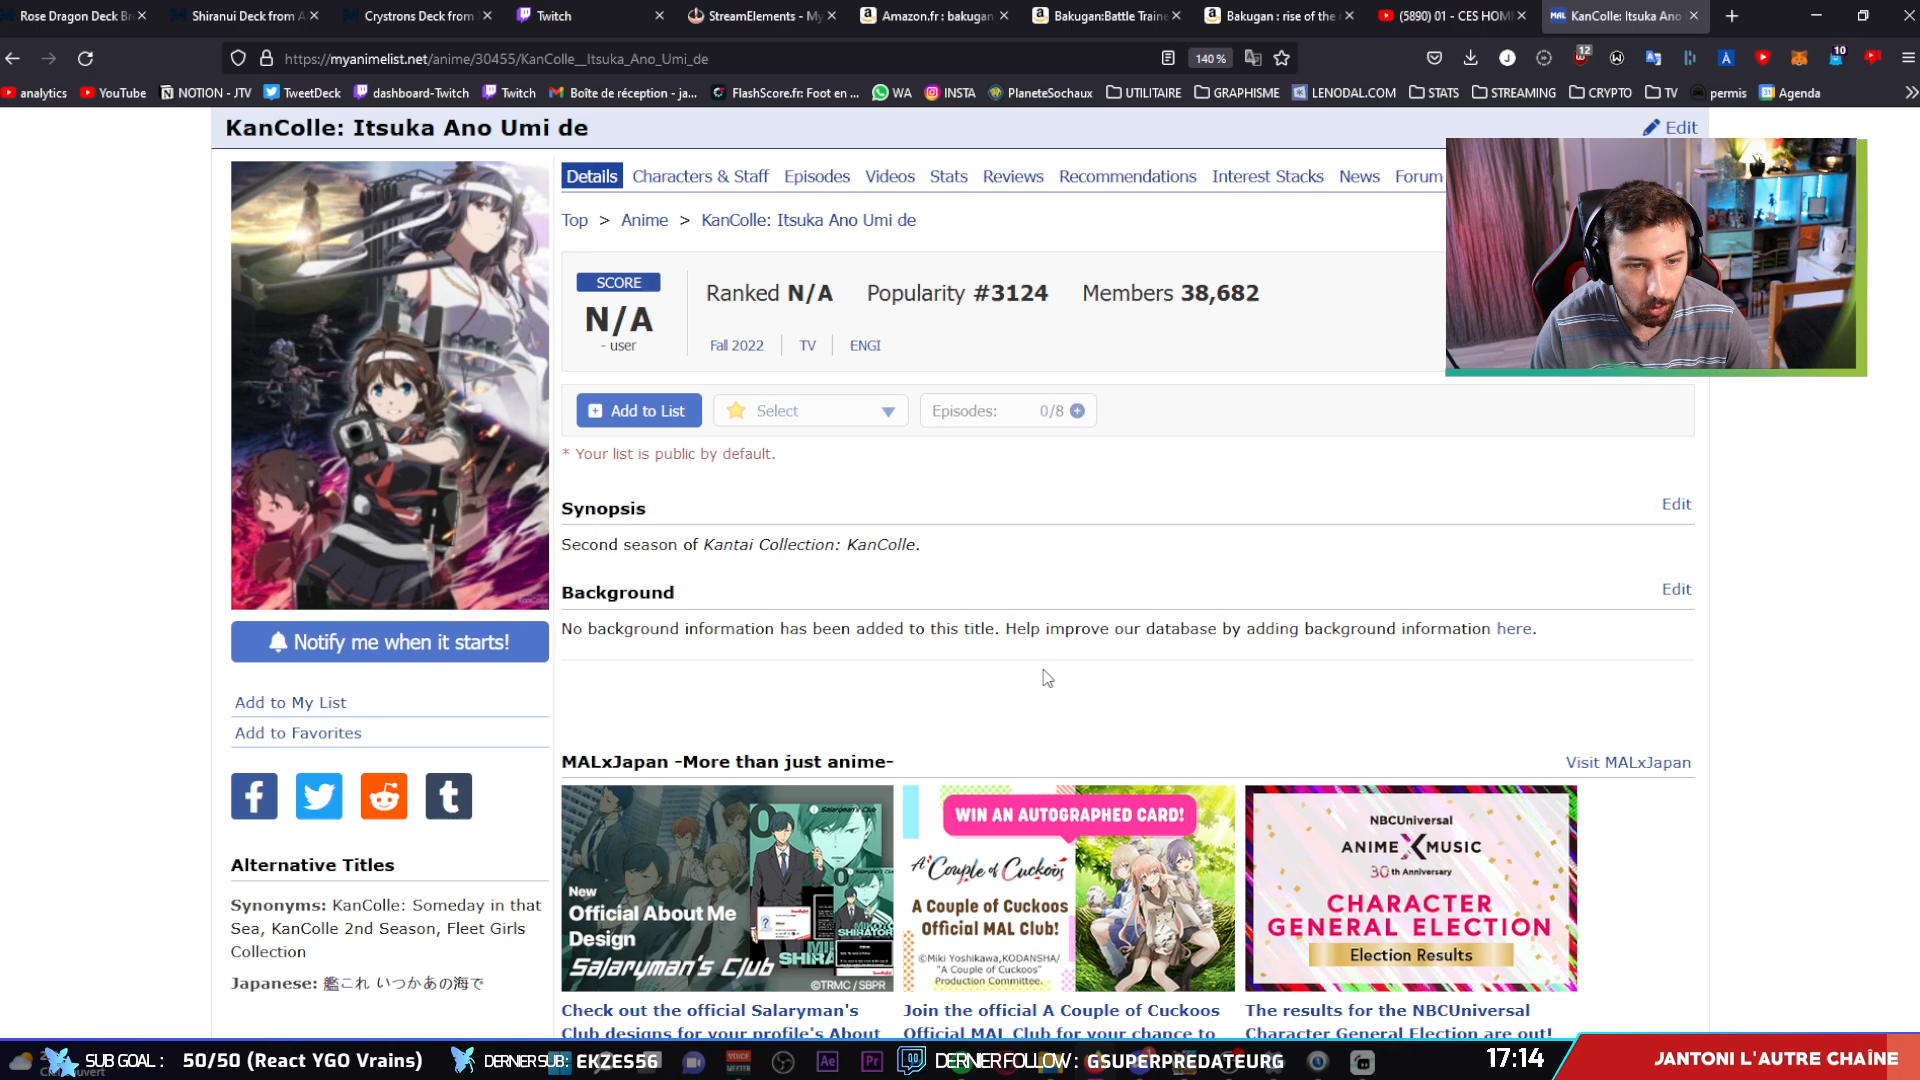 Rose Dragon Deck Br
Shiranui Deck from A
Crystrons Deck from
Twitch
StreamElements - My
Amazon.fr : bakugan
Bakugan:Battle Traine
Bakugan : rise of the
(5890) 01 - CES HOM
KanColle: Itsuka Ano
https://myanimelist.net/anime/30455/KanColle__Itsuka_Ano_Umi_de
140 %
12
10
analytics
YouTube
NOTION - JTV
TweetDeck
dashboard-Twitch
Twitch
Boîte de réception - ja...
FlashScore.fr: Foot en ...
WA
INSTA
PlaneteSochaux
UTILITAIRE
GRAPHISME
LENODAL.COM
STATS
STREAMING
CRYPTO
TV
permis
Agenda
KanColle: Itsuka Ano Umi de
Edit
Details
Characters & Staff
Episodes
Videos
Stats
Reviews
Recommendations
Interest Stacks
News
Forum
Top > Anime > KanColle: Itsuka Ano Umi de
SCORE
N/A
- user
Ranked N/A
Popularity #3124
Members 38,682
Fall 2022
TV
ENGI
Add to List
Select
Episodes: 0/8
* Your list is public by default.
Synopsis
Edit
Second season of Kantai Collection: KanColle.
Background
Edit
No background information has been added to this title. Help improve our database by adding background information here.
Notify me when it starts!
Add to My List
Add to Favorites
Alternative Titles
Synonyms: KanColle: Someday in that
Sea, KanColle 2nd Season, Fleet Girls
Collection
Japanese: 艦これ いつかあの海で
MALxJapan -More than just anime-
Visit MALxJapan
New
Official About Me
Design
Salaryman's Club
©TRMC / SBPR
WIN AN AUTOGRAPHED CARD!
A Couple of Cuckoos
A Couple of Cuckoos
Official MAL Club!
©Miki Yoshikawa,KODANSHA/
"A Couple of Cuckoos"
Production Committee.
NBCUniversal
ANIME X MUSIC
30th Anniversary
CHARACTER
GENERAL ELECTION
Election Results
Check out the official Salaryman's
Club designs for your profile's About
Join the official A Couple of Cuckoos
Official MAL Club for your chance to
The results for the NBCUniversal
Character General Election are out!
SUB GOAL : 50/50 (React YGO Vrains)
DERNIER SUB : EKZES56
DERNIER FOLLOW : GSUPERPREDATEURG
17:14
JANTONI L'AUTRE CHAÎNE